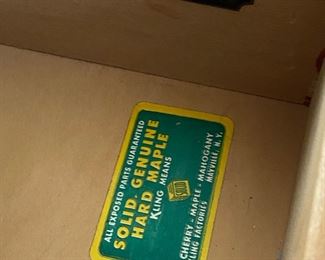 ALL EXPOSED PARTS GUARANTEED
SOLID - GENUINE
HARD MAPLE
KLING MEANS
CHERRY - MAPLE - MAHOGANY
KLING FACTORIES
MAYVILLE, N.Y.